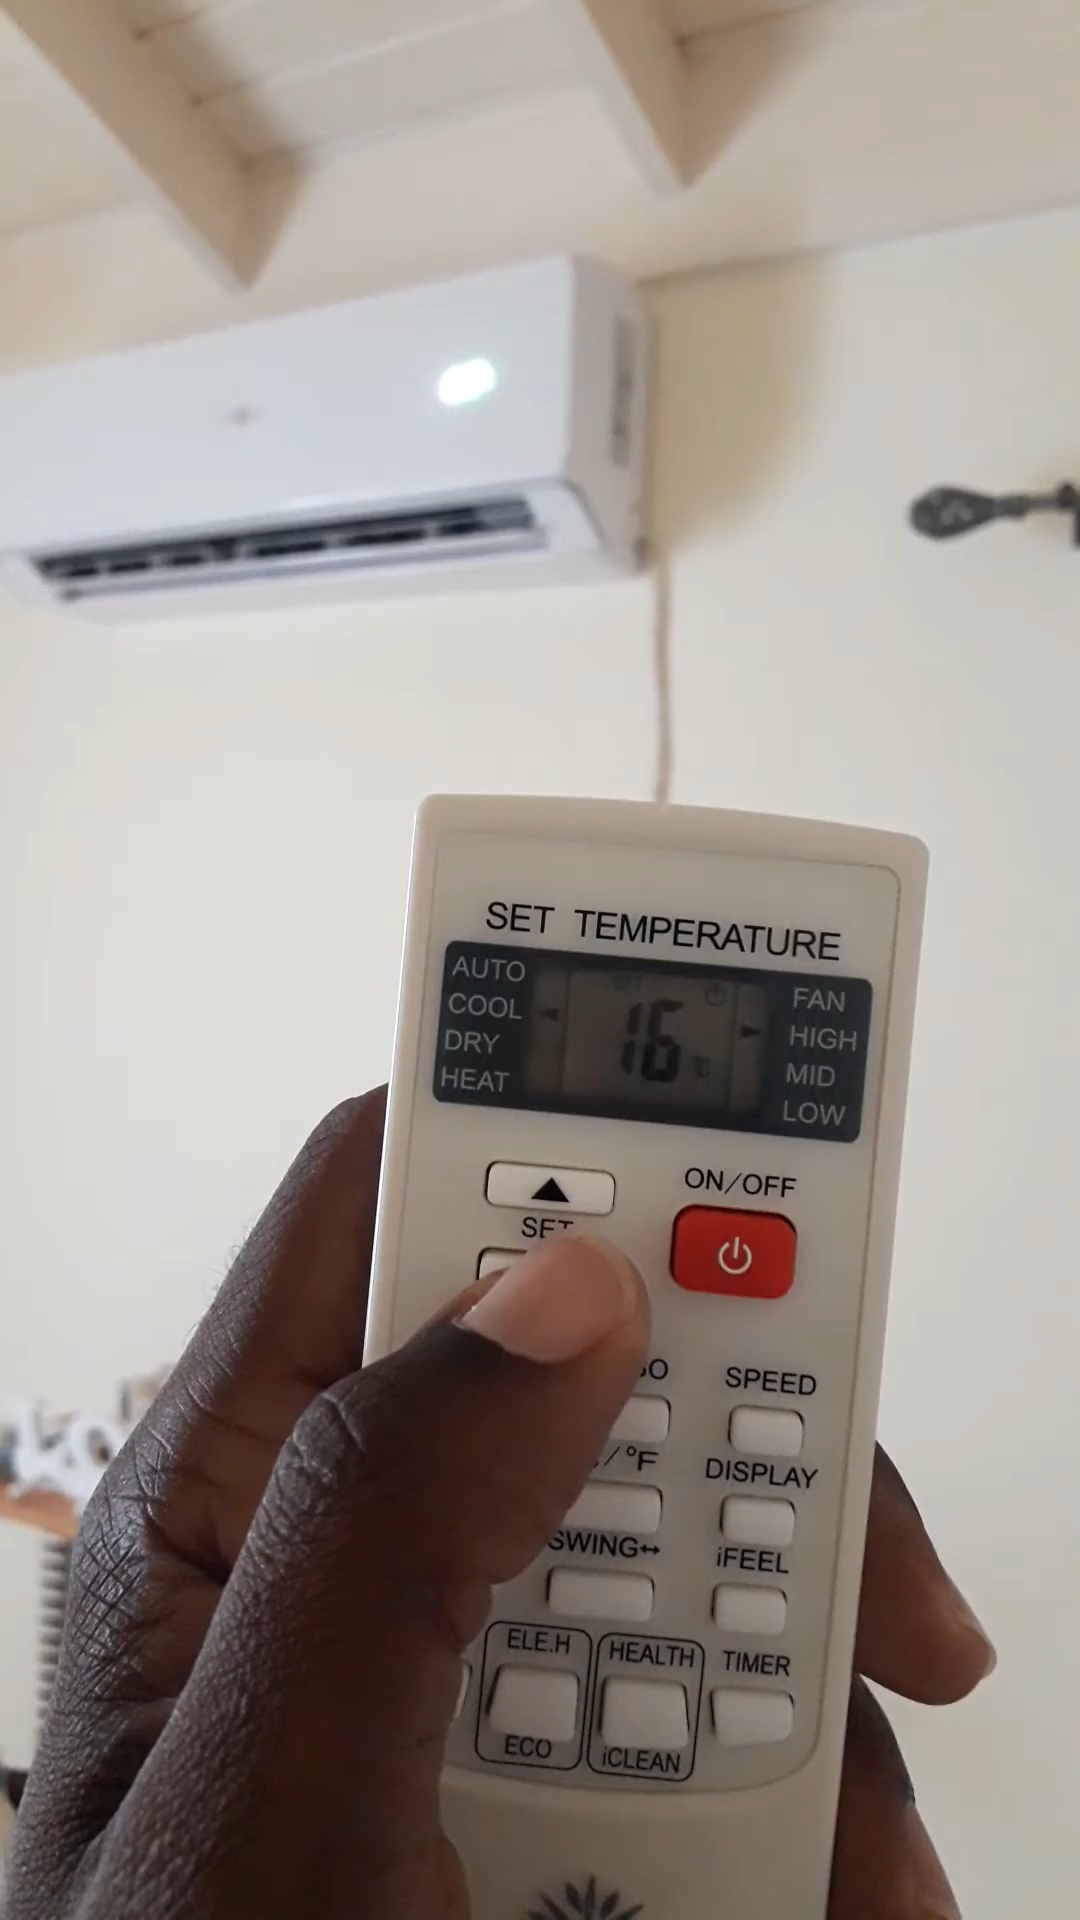 SET TEMPERATURE
AUTO
COOL
DRY
HEAT
16
°C
FAN
HIGH
MID
LOW
SET
ON/OFF
SPEED
/°F
DISPLAY
SWING↔
iFEEL
ELE.H
ECO
HEALTH
iCLEAN
TIMER